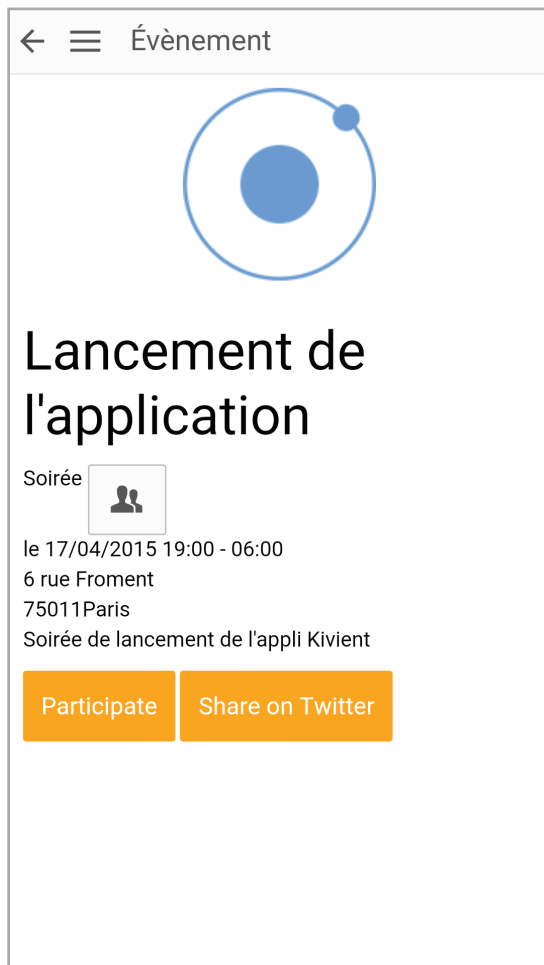 Évènement
Lancement de
l'application
Soirée
le 17/04/2015 19:00 - 06:00
6 rue Froment
75011Paris
Soirée de lancement de l'appli Kivient
Participate Share on Twitter